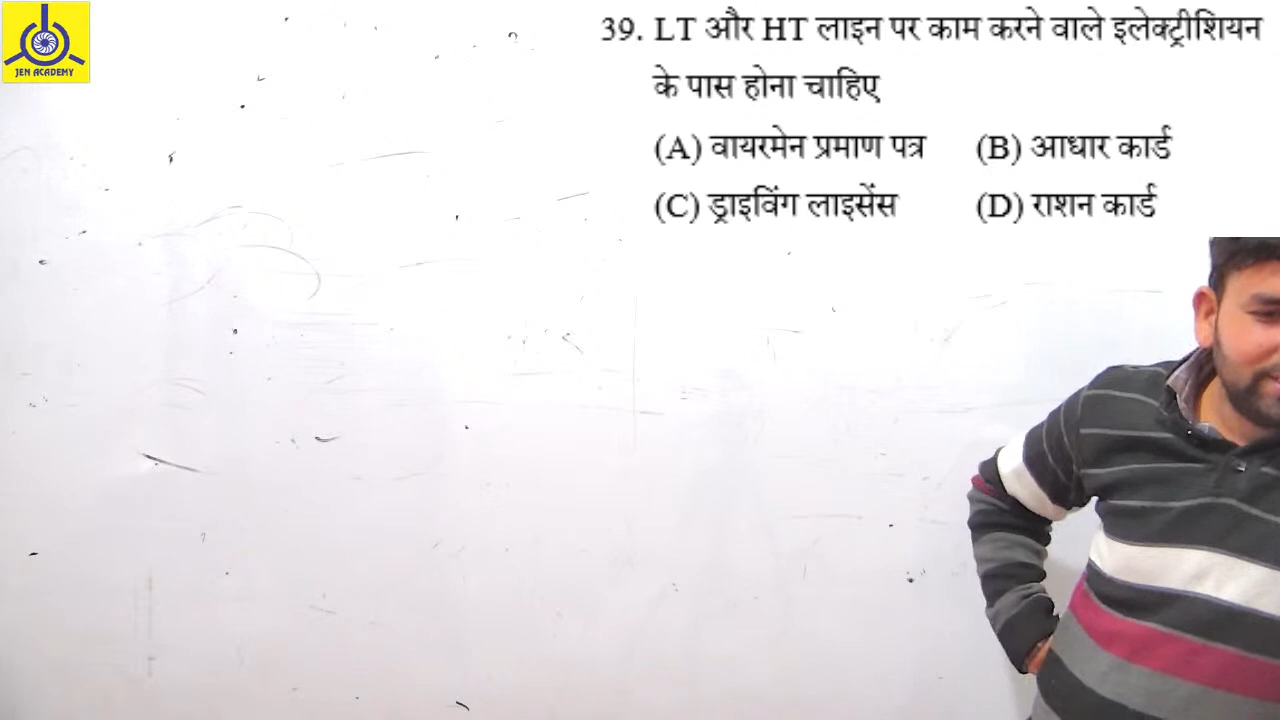 JEN ACADEMY
39. LT और HT लाइन पर काम करने वाले इलेक्ट्रीशियन
के पास होना चाहिए
(A) वायरमेन प्रमाण पत्र (B) आधार कार्ड
(C) ड्राइविंग लाइसेंस (D) राशन कार्ड